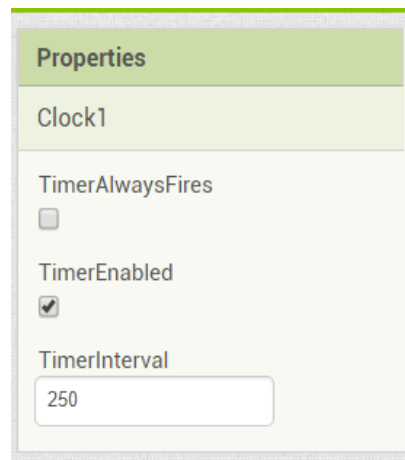 Properties
Clock1
TimerAlwaysFires
TimerEnabled
TimerInterval
250